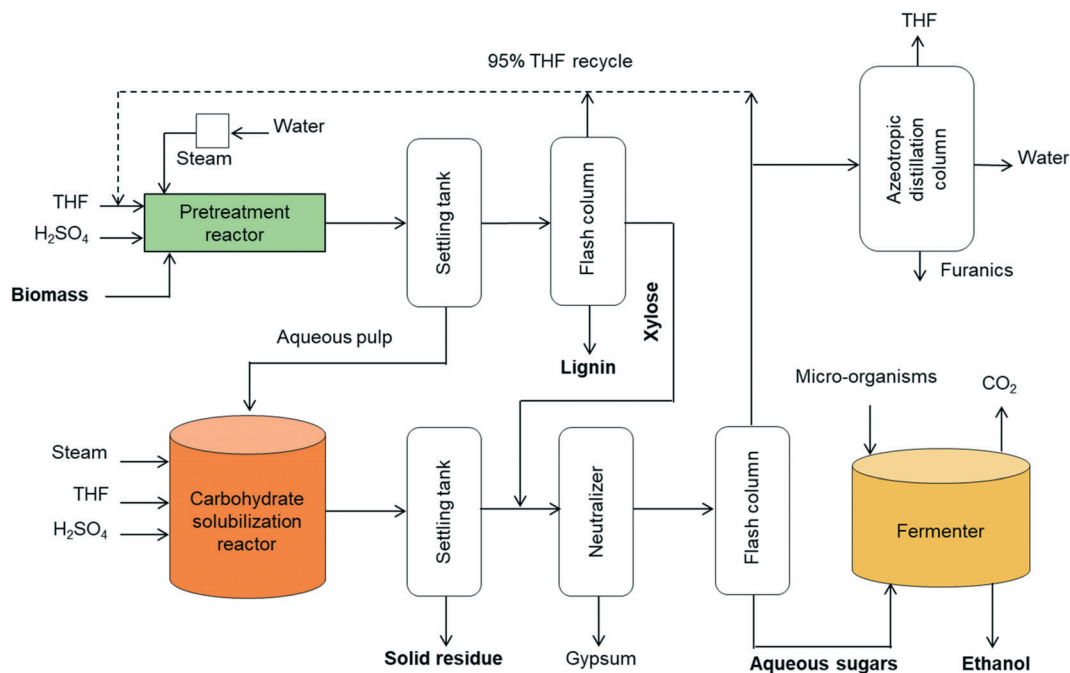 THF
95% THF recycle
Water
Steam
THF
H₂SO₄
Biomass
Pretreatment
reactor
Settling tank
Flash column
Azeotropic
distillation
column
Water
Furanics
Xylose
Lignin
Aqueous pulp
Micro-organisms
CO₂
Steam
THF
H₂SO₄
Carbohydrate
solubilization
reactor
Settling tank
Neutralizer
Flash column
Fermenter
Solid residue
Gypsum
Aqueous sugars
Ethanol